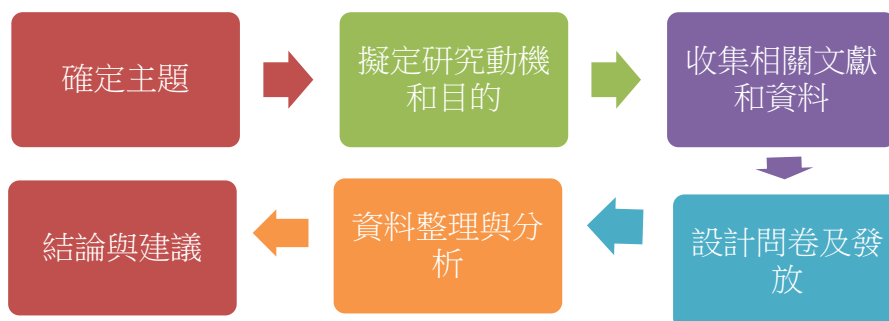 確定主題
擬定研究動機
和目的
收集相關文獻
和資料
設計問卷及發
放
資料整理與分
析
結論與建議